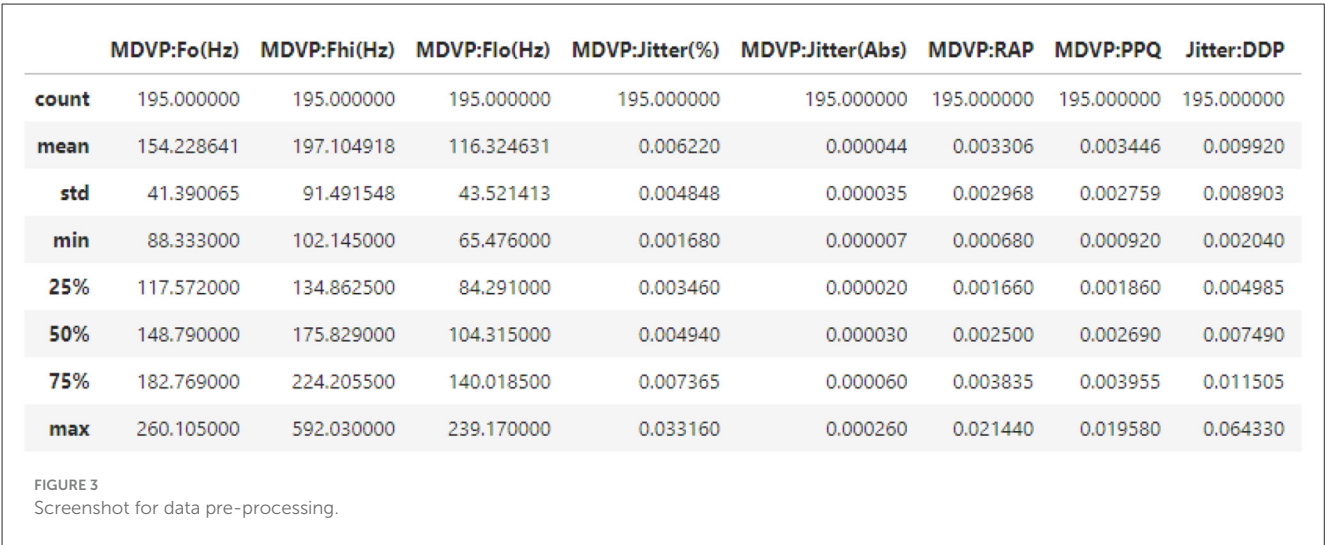 MDVP:Fo(Hz) MDVP:Fhi(Hz) MDVP:Flo(Hz) MDVP:Jitter(%) MDVP:Jitter(Abs) MDVP:RAP MDVP:PPQ Jitter:DDP
count 195.000000 195.000000 195.000000 195.000000 195.000000 195.000000 195.000000 195.000000
mean 154.228641 197.104918 116.324631 0.006220 0.000044 0.003306 0.003446 0.009920
std 41.390065 91.491548 43.521413 0.004848 0.000035 0.002968 0.002759 0.008903
min 88.333000 102.145000 65.476000 0.001680 0.000007 0.000680 0.000920 0.002040
25% 117.572000 134.862500 84.291000 0.003460 0.000020 0.001660 0.001860 0.004985
50% 148.790000 175.829000 104.315000 0.004940 0.000030 0.002500 0.002690 0.007490
75% 182.769000 224.205500 140.018500 0.007365 0.000060 0.003835 0.003955 0.011505
max 260.105000 592.030000 239.170000 0.033160 0.000260 0.021440 0.019580 0.064330
FIGURE 3
Screenshot for data pre-processing.